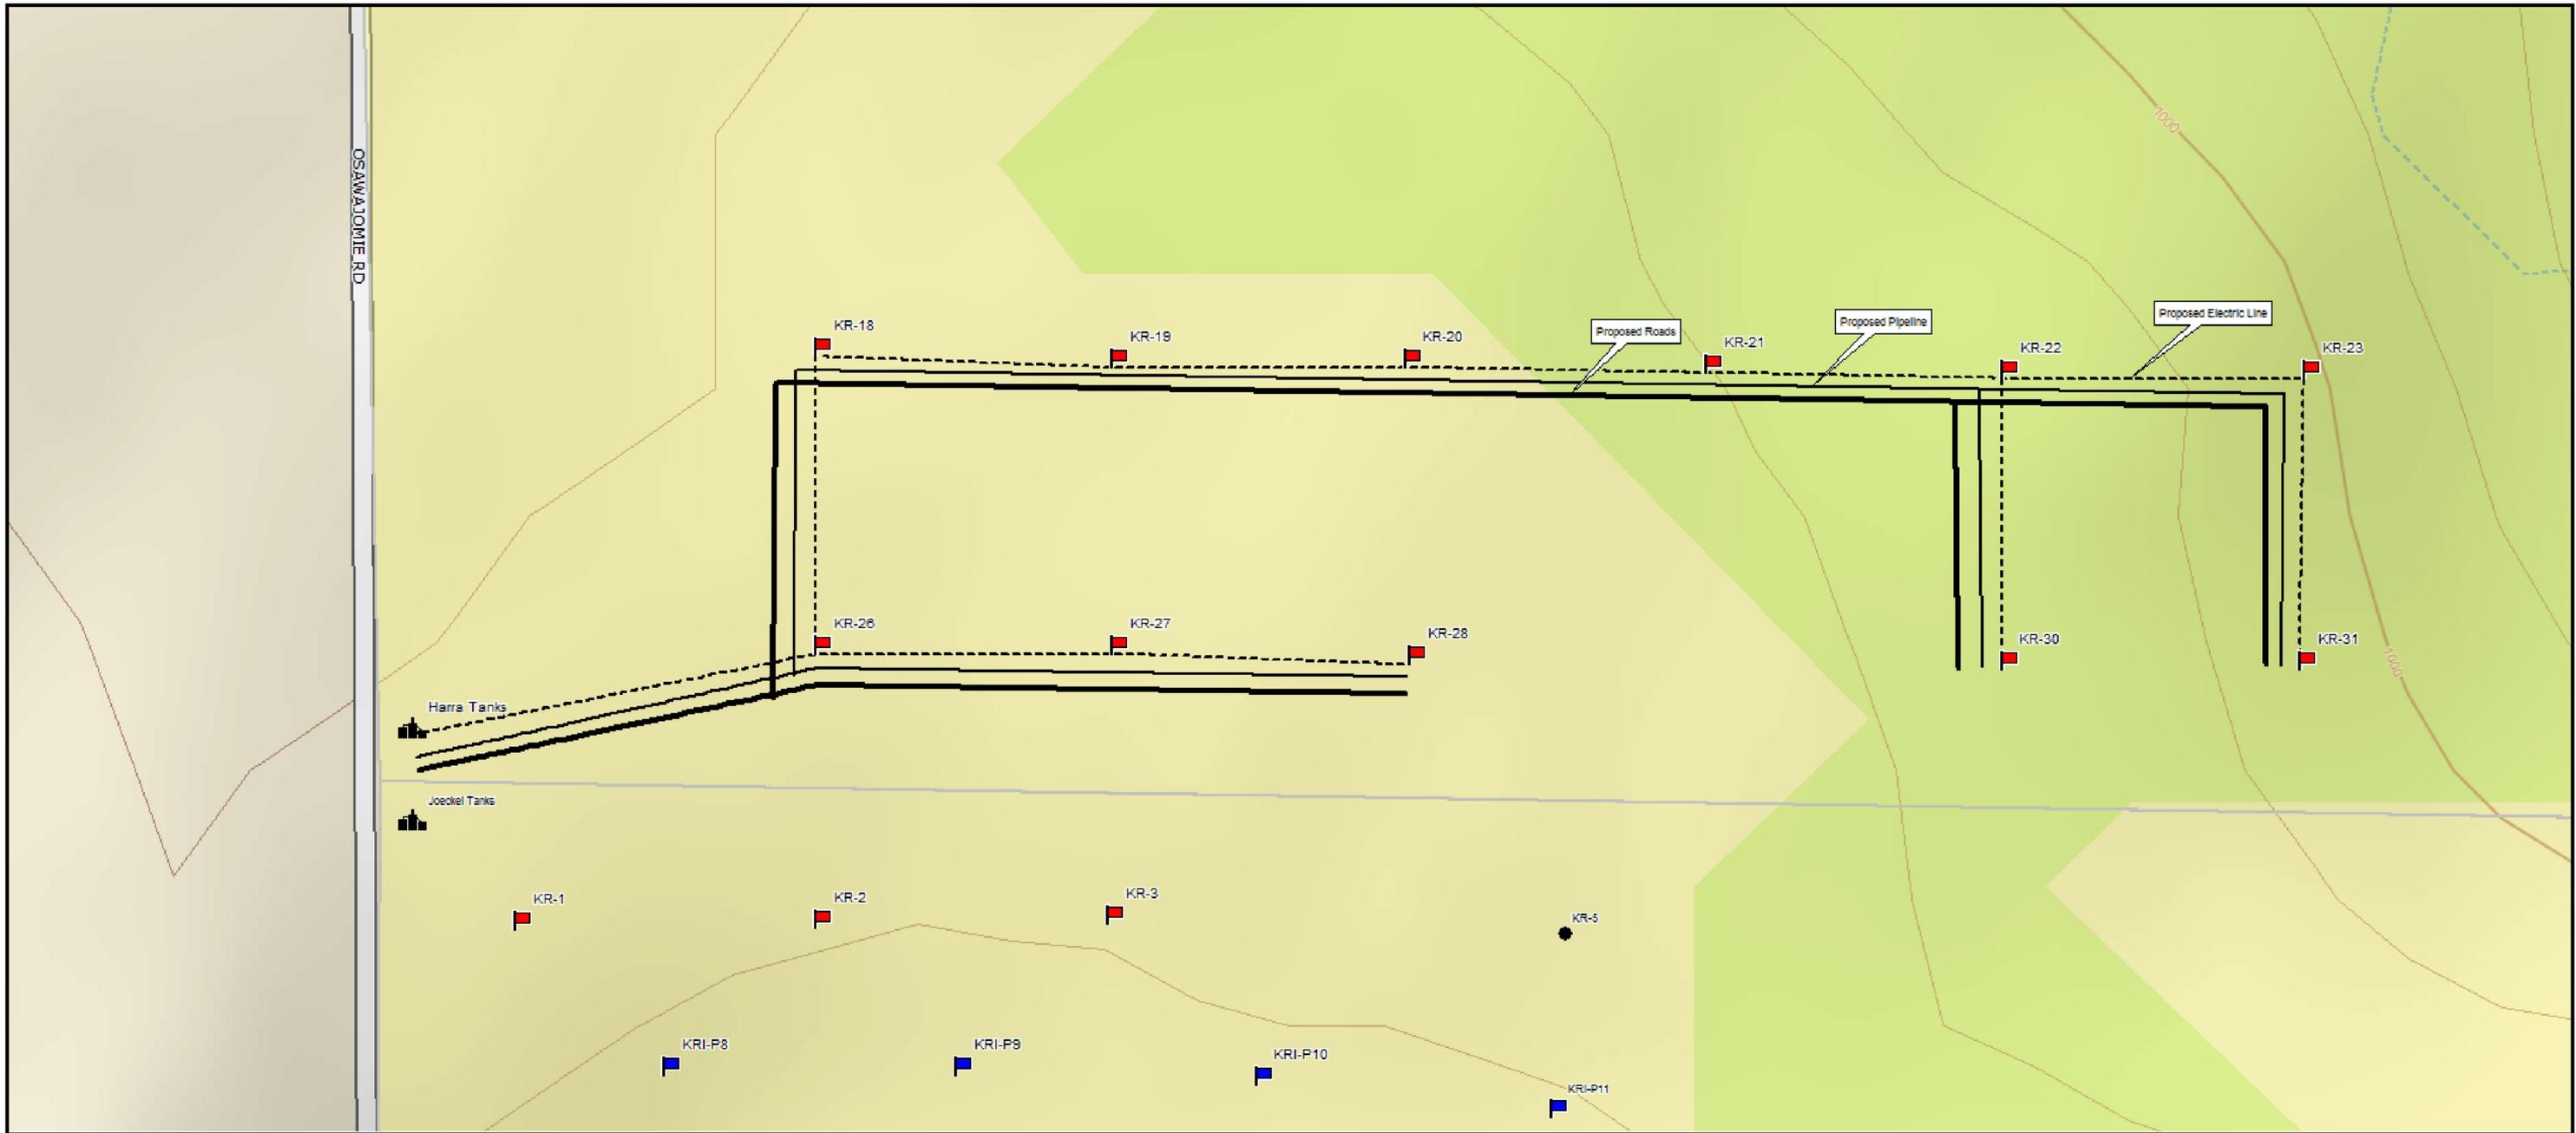 OSAWAJOMIE RD
1000
Proposed Electric Line
Proposed Pipeline
Proposed Roads
KR-18
KR-19
KR-20
KR-21
KR-22
KR-23
KR-26
KR-27
KR-28
KR-30
KR-31
1000
Harra Tanks
Joeckel Tanks
KR-1
KR-2
KR-3
KR-5
KRI-P8
KRI-P9
KRI-P10
KRI-P11